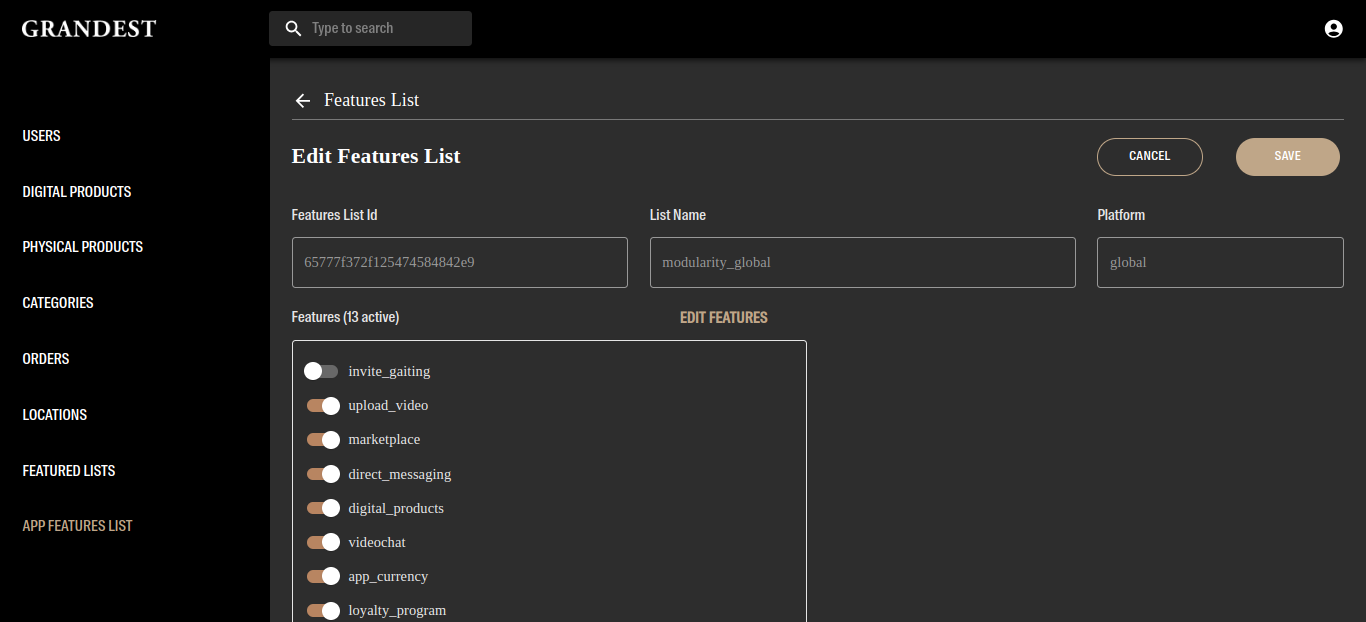 GRANDEST
Type to search
USERS
DIGITAL PRODUCTS
PHYSICAL PRODUCTS
CATEGORIES
ORDERS
LOCATIONS
FEATURED LISTS
APP FEATURES LIST
Features List
Edit Features List
CANCEL
SAVE
Features List Id
List Name
Platform
65777f372f125474584842e9
modularity_global
global
Features (13 active)
EDIT FEATURES
invite_gaiting
upload_video
marketplace
direct_messaging
digital_products
videochat
app_currency
loyalty_program